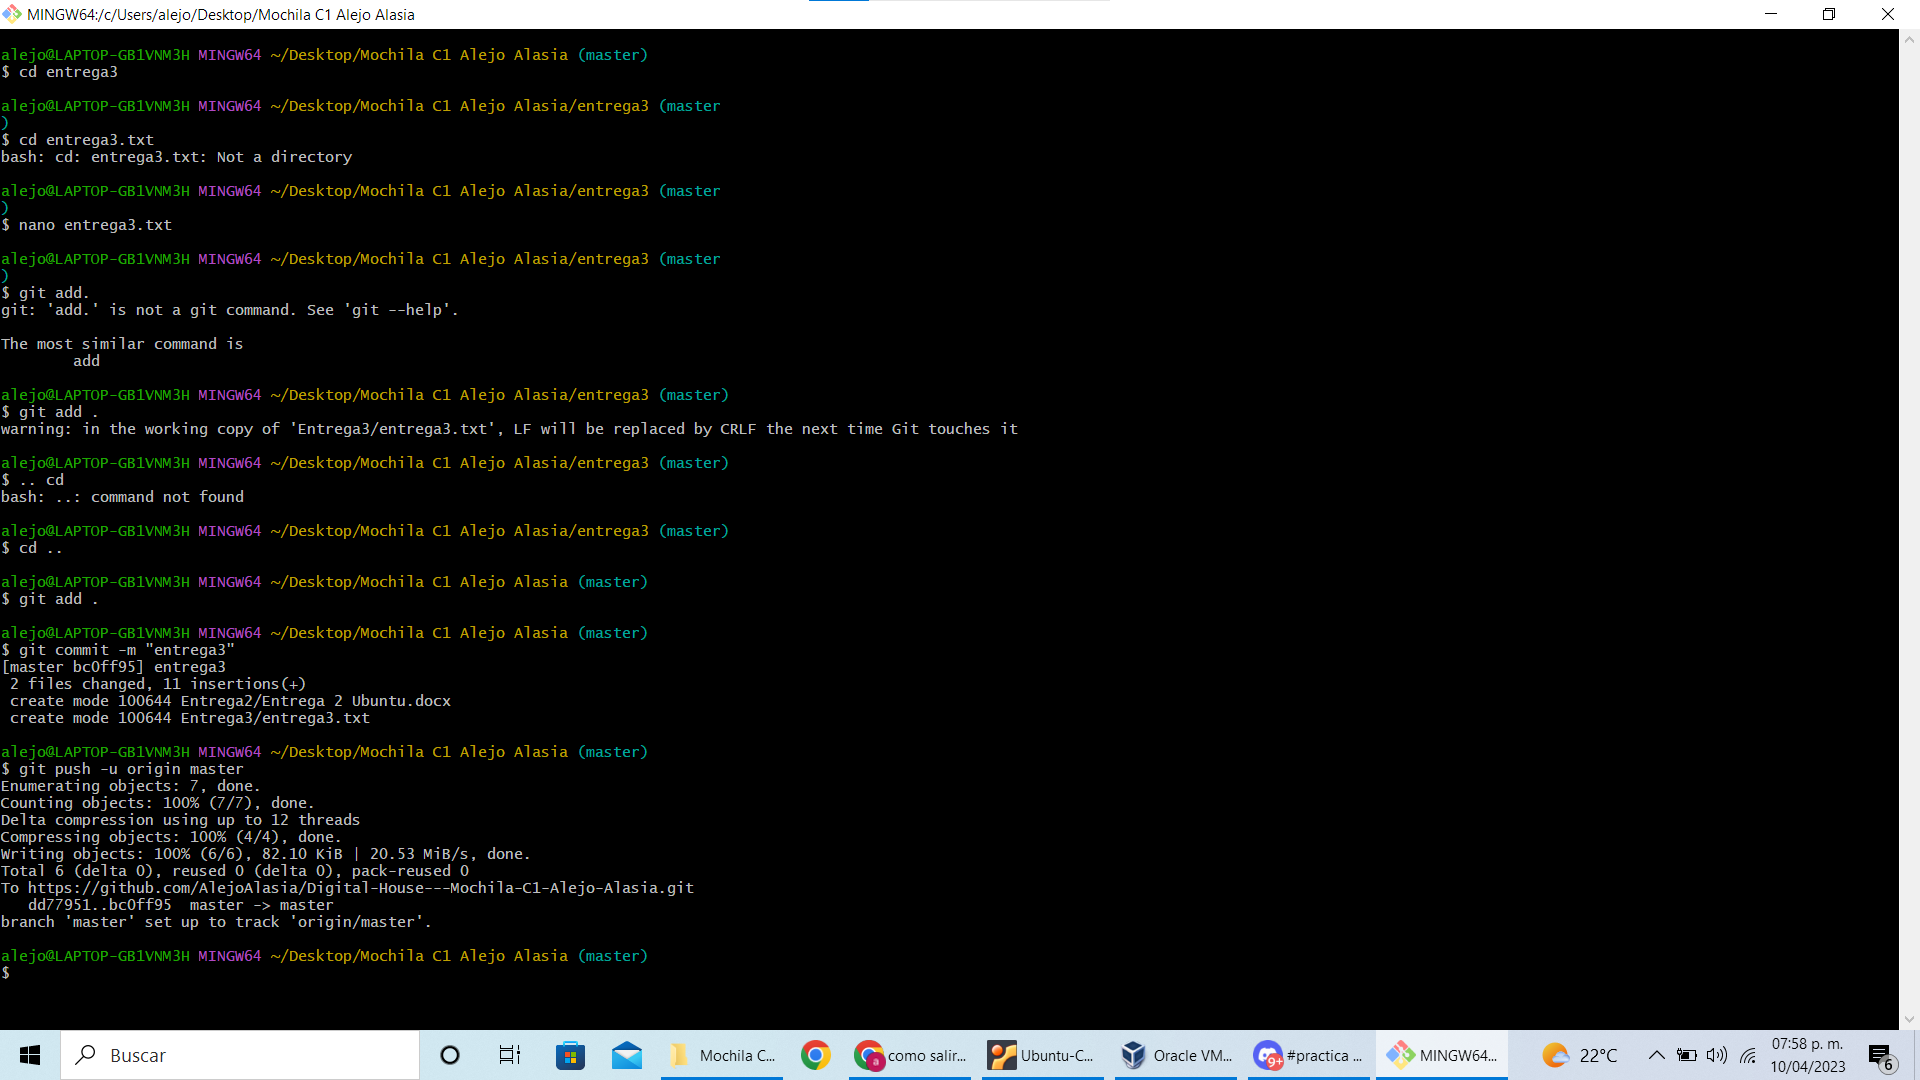 MINGW64:/c/Users/alejo/Desktop/Mochila C1 Alejo Alasia
alejo@LAPTOP-GB1VNM3H MINGW64 ~/Desktop/Mochila C1 Alejo Alasia (master)
$ cd entrega3
alejo@LAPTOP-GB1VNM3H MINGW64 ~/Desktop/Mochila C1 Alejo Alasia/entrega3 (master
)
$ cd entrega3.txt
bash: cd: entrega3.txt: Not a directory
alejo@LAPTOP-GB1VNM3H MINGW64 ~/Desktop/Mochila C1 Alejo Alasia/entrega3 (master
)
$ nano entrega3.txt
alejo@LAPTOP-GB1VNM3H MINGW64 ~/Desktop/Mochila C1 Alejo Alasia/entrega3 (master
)
$ git add.
git: 'add.' is not a git command. See 'git --help'.
The most similar command is
add
alejo@LAPTOP-GB1VNM3H MINGW64 ~/Desktop/Mochila C1 Alejo Alasia/entrega3 (master)
$ git add .
warning: in the working copy of 'Entrega3/entrega3.txt', LF will be replaced by CRLF the next time Git touches it
alejo@LAPTOP-GB1VNM3H MINGW64 ~/Desktop/Mochila C1 Alejo Alasia/entrega3 (master)
$ .. cd
bash: ..: command not found
alejo@LAPTOP-GB1VNM3H MINGW64 ~/Desktop/Mochila C1 Alejo Alasia/entrega3 (master)
$ cd ..
alejo@LAPTOP-GB1VNM3H MINGW64 ~/Desktop/Mochila C1 Alejo Alasia (master)
$ git add .
alejo@LAPTOP-GB1VNM3H MINGW64 ~/Desktop/Mochila C1 Alejo Alasia (master)
$ git commit -m "entrega3"
[master bc0ff95] entrega3
2 files changed, 11 insertions(+)
create mode 100644 Entrega2/Entrega 2 Ubuntu.docx
create mode 100644 Entrega3/entrega3.txt
alejo@LAPTOP-GB1VNM3H MINGW64 ~/Desktop/Mochila C1 Alejo Alasia (master)
$ git push -u origin master
Enumerating objects: 7, done.
Counting objects: 100% (7/7), done.
Delta compression using up to 12 threads
Compressing objects: 100% (4/4), done.
Writing objects: 100% (6/6), 82.10 KiB | 20.53 MiB/s, done.
Total 6 (delta 0), reused 0 (delta 0), pack-reused 0
To https://github.com/AlejoAlasia/Digital-House---Mochila-C1-Alejo-Alasia.git
dd77951..bc0ff95  master -> master
branch 'master' set up to track 'origin/master'.
alejo@LAPTOP-GB1VNM3H MINGW64 ~/Desktop/Mochila C1 Alejo Alasia (master)
$
Buscar
Mochila C...
a
como salir...
Ubuntu-C...
Oracle VM...
9+
#practica ...
MINGW64...
22°C
07:58 p. m.
10/04/2023
6